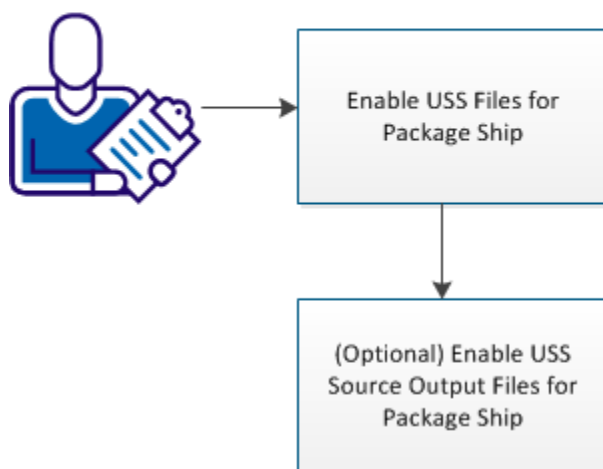 Enable USS Files for
Package Ship
(Optional) Enable USS
Source Output Files for
Package Ship